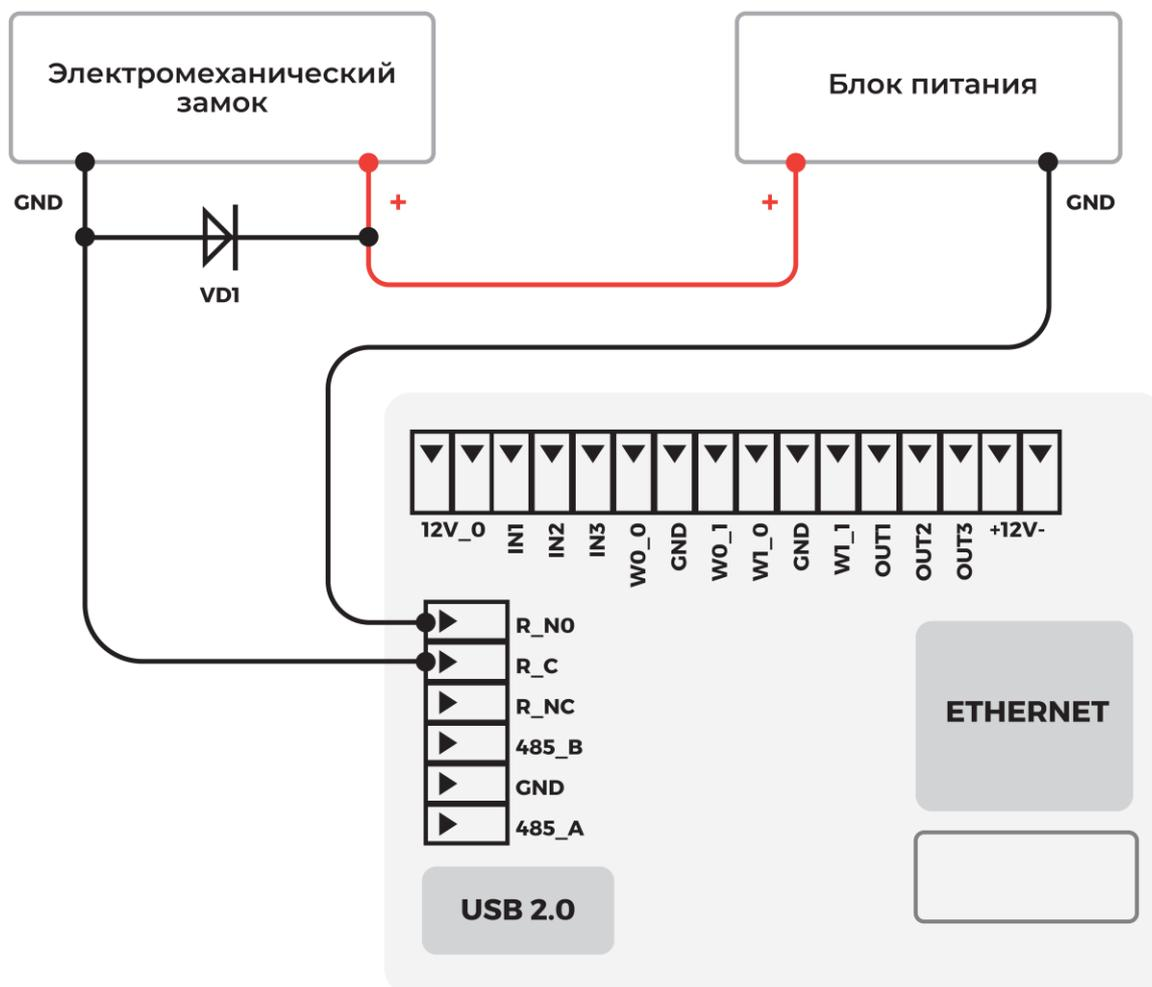 Электромеханический
замок
Блок питания
GND
+
+
GND
VD1
12V_0
IN1
IN2
IN3
W0_0
GND
W0_1
W1_0
GND
W1_1
OUT1
OUT2
OUT3
+12V-
R_N0
R_C
R_NC
485_B
GND
485_A
ETHERNET
USB 2.0